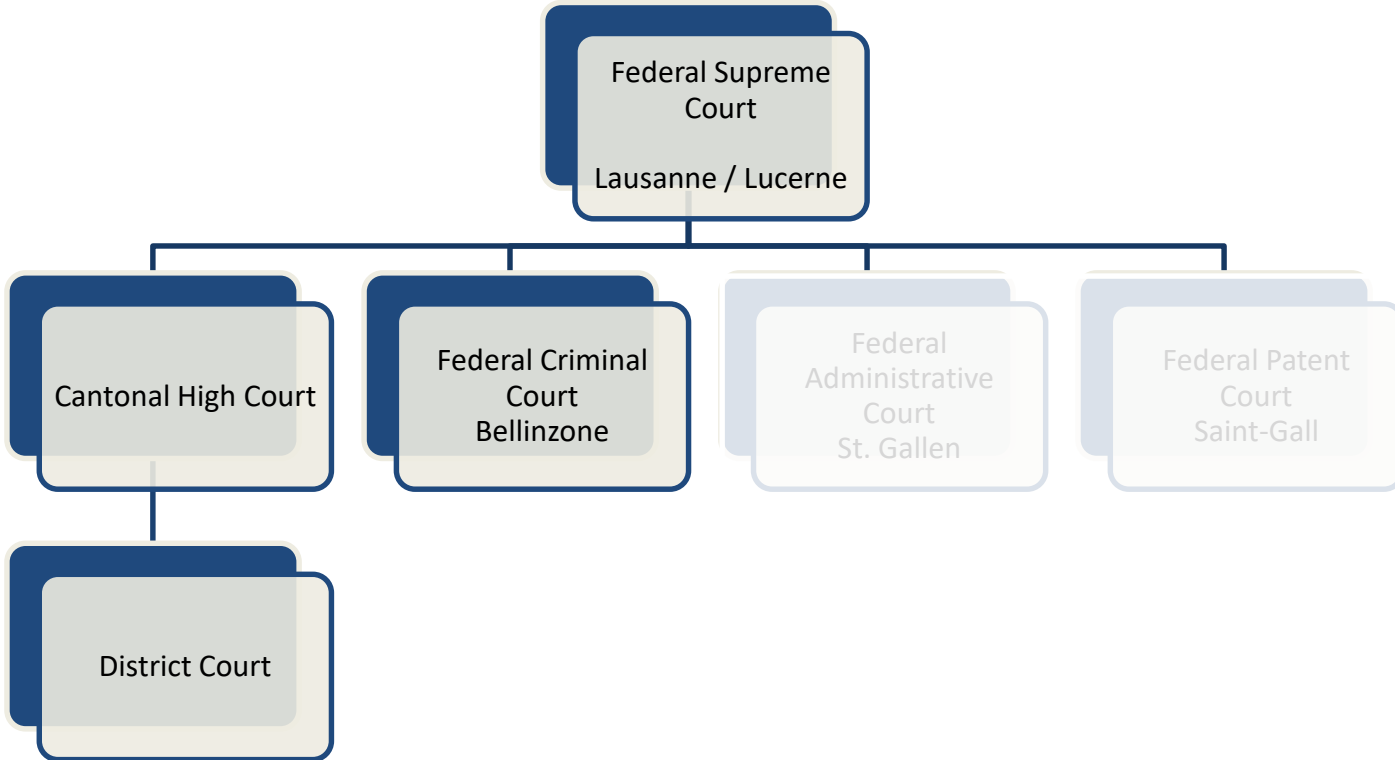 Federal Supreme
Court
Lausanne / Lucerne
Cantonal High Court
Federal Criminal
Court
Bellinzone
Federal
Administrative
Court
St. Gallen
Federal Patent
Court
Saint-Gall
District Court